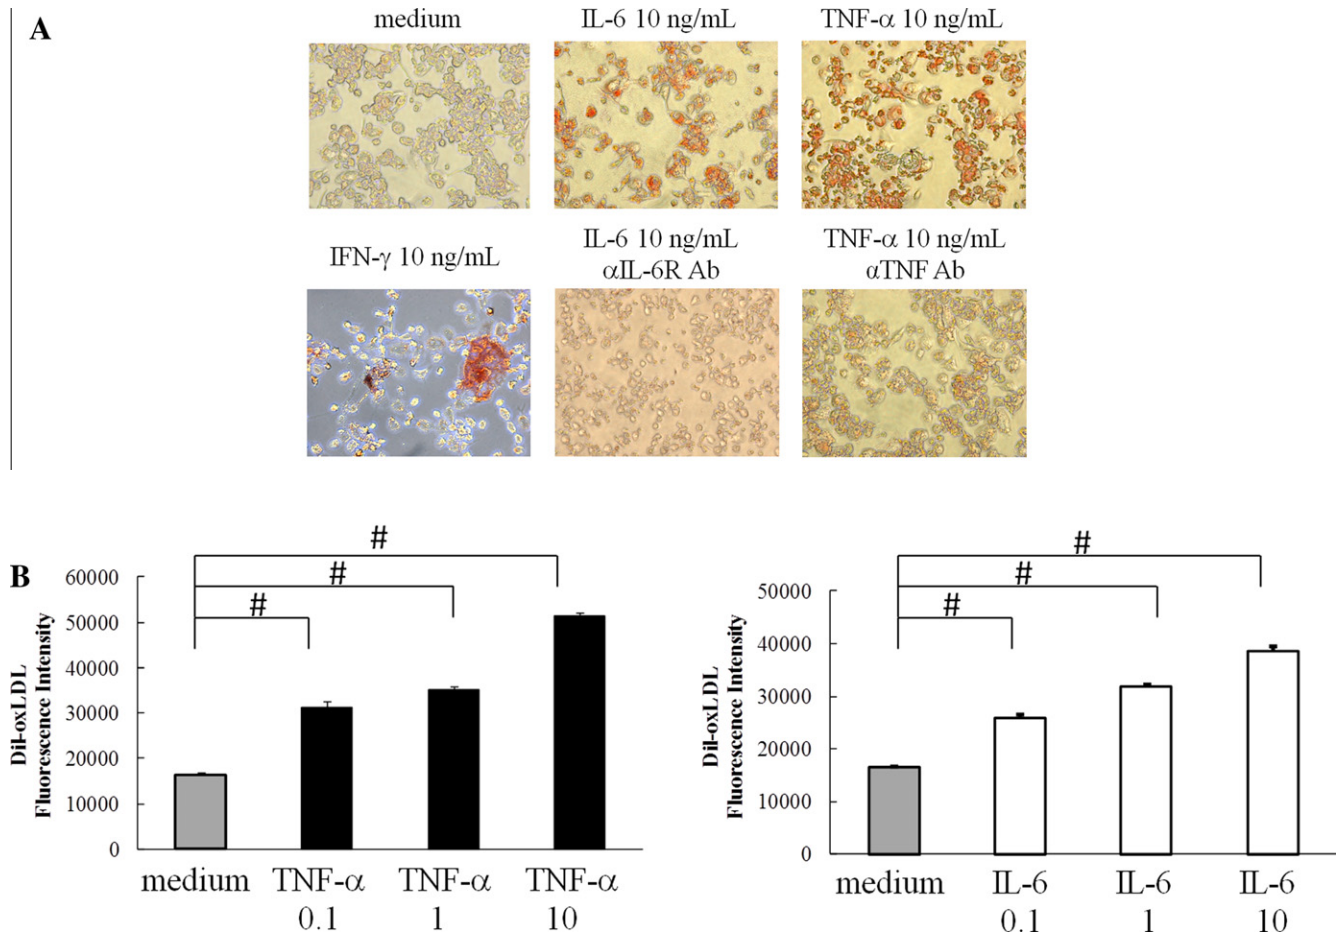 A
medium
IL-6 10 ng/mL
TNF-α 10 ng/mL
IFN-γ 10 ng/mL
IL-6 10 ng/mL
αIL-6R Ab
TNF-α 10 ng/mL
αTNF Ab
B
#
#
#
60000
50000
40000
30000
20000
10000
0
DiI-oxLDL
Fluorescence Intensity
medium
TNF-α
0.1
TNF-α
1
TNF-α
10
#
#
#
50000
40000
30000
20000
10000
0
DiI-oxLDL
Fluorescence Intensity
medium
IL-6
0.1
IL-6
1
IL-6
10